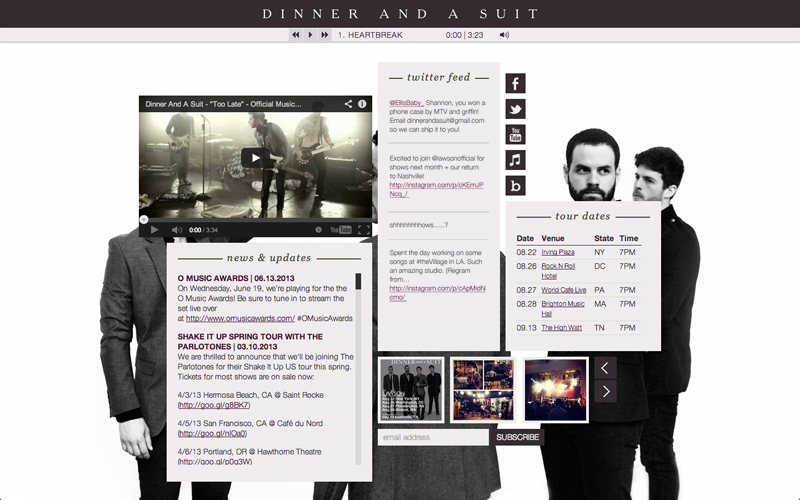 DINNER AND A SUIT
1. HEARTBREAK 0:00 | 3:23
Dinner And A Suit - "Too Late" - Official Music...
0:00 / 3:34 YouTube
news & updates
O MUSIC AWARDS | 06.13.2013
On Wednesday, June 19, we're playing for the the
O Music Awards! Be sure to tune in to stream the
set live over
at http://www.omusicawards.com/ #OMusicAwards
SHAKE IT UP SPRING TOUR WITH THE
PARLOTONES | 03.10.2013
We are thrilled to announce that we'll be joining The
Parlotones for their Shake It Up US tour this spring.
Tickets for most shows are on sale now:
4/3/13 Hermosa Beach, CA @ Saint Rocke
(http://goo.gl/g8BK7)
4/5/13 San Francisco, CA @ Café du Nord
(http://goo.gl/nIOa0)
4/6/13 Portland, OR @ Hawthorne Theatre
(http://goo.gl/p0q3W)
twitter feed
@EllisBaby_ Shannon, you won a
phone case by MTV and griffin!
Email dinnerandasuit@gmail.com
so we can ship it to you!
Excited to join @lawsonofficial for
shows next month + our return
to Nashville!
http://instagram.com/p/cKEmJP
Ncq_/
shhhhhhhhows.....?
Spent the day working on some
songs at #theVillage in LA. Such
an amazing studio. (Regram
from...
http://instagram.com/p/cApMldN
cmo/
You
Tube
b
tour dates
Date Venue State Time
08.22 Irving Plaza NY 7PM
08.26 Rock N Roll Hotel DC 7PM
08.27 World Cafe Live PA 7PM
08.28 Brighton Music Hall MA 7PM
09.13 The High Watt TN 7PM
DINNER AND A SUIT
LAWSON
email address SUBSCRIBE